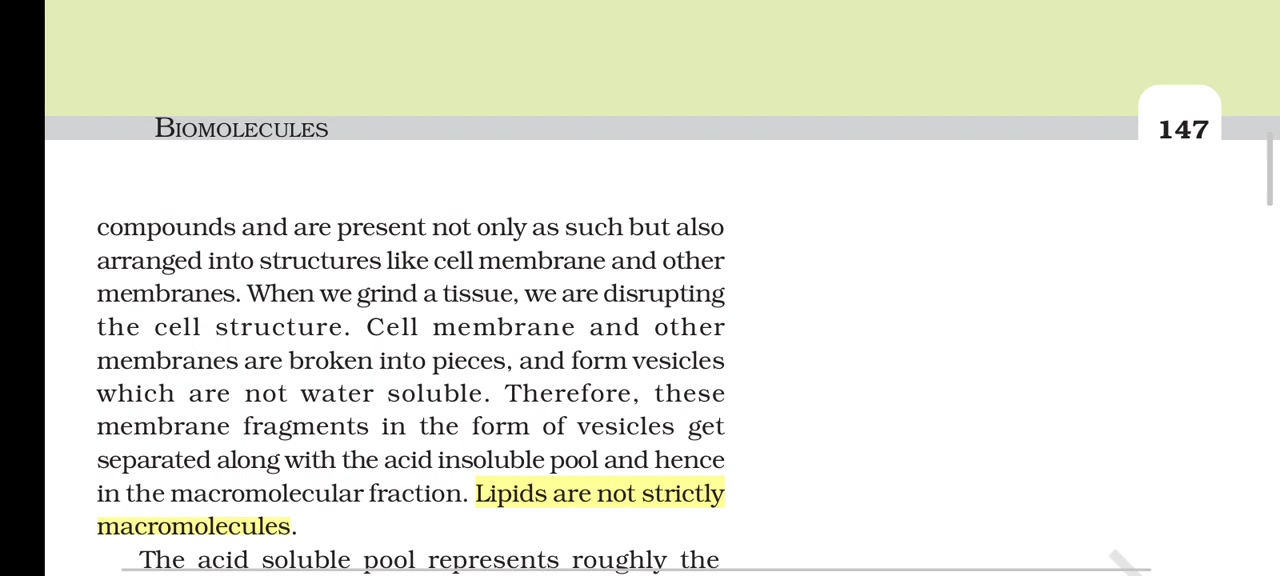 BIOMOLECULES
147
compounds and are present not only as such but also
arranged into structures like cell membrane and other
membranes. When we grind a tissue, we are disrupting
the cell structure. Cell membrane and other
membranes are broken into pieces, and form vesicles
which are not water soluble. Therefore, these
membrane fragments in the form of vesicles get
separated along with the acid insoluble pool and hence
in the macromolecular fraction. Lipids are not strictly
macromolecules.
The acid soluble pool represents roughly the